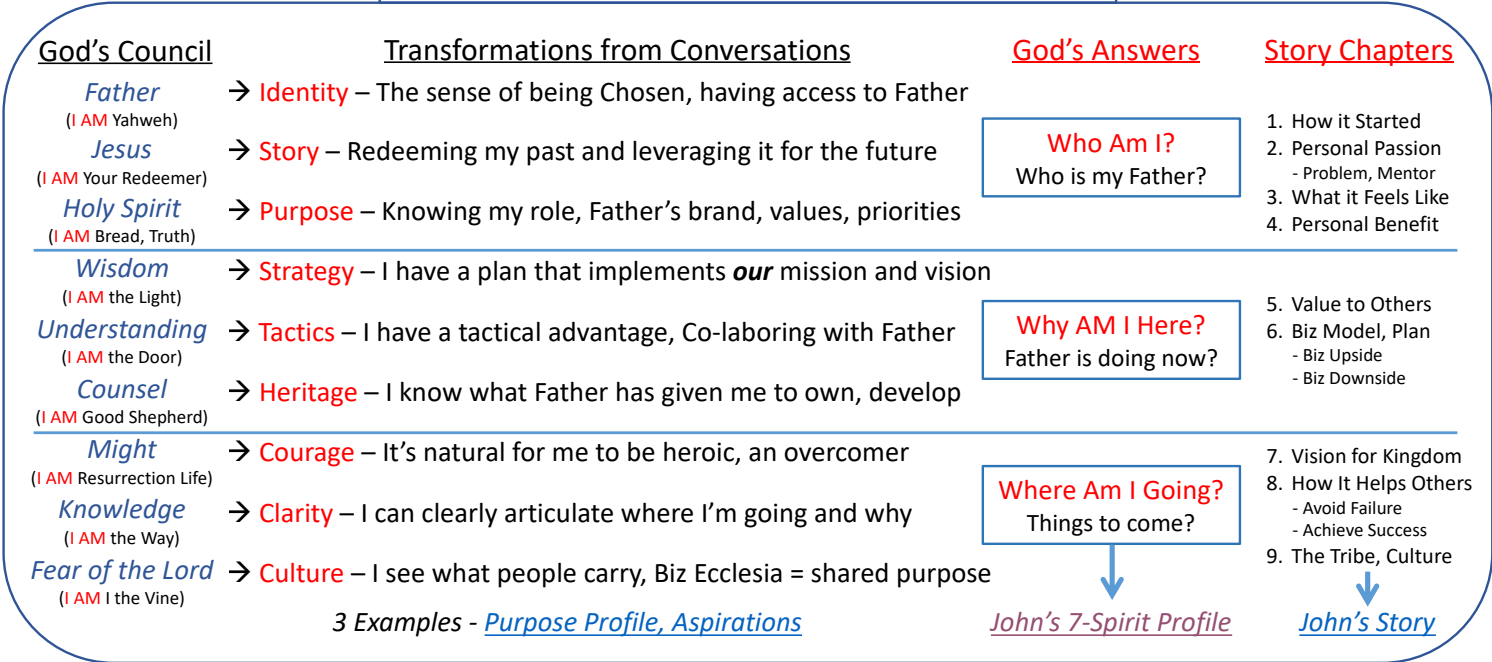 God's Council
Transformations from Conversations
God's Answers
Story Chapters
Father
(I AM Yahweh)
→ Identity – The sense of being Chosen, having access to Father
Jesus
(I AM Your Redeemer)
→ Story – Redeeming my past and leveraging it for the future
Holy Spirit
(I AM Bread, Truth)
→ Purpose – Knowing my role, Father's brand, values, priorities
Who Am I?
Who is my Father?
1. How it Started
2. Personal Passion
- Problem, Mentor
3. What it Feels Like
4. Personal Benefit
Wisdom
(I AM the Light)
→ Strategy – I have a plan that implements our mission and vision
Understanding
(I AM the Door)
→ Tactics – I have a tactical advantage, Co-laboring with Father
Counsel
(I AM Good Shepherd)
→ Heritage – I know what Father has given me to own, develop
Why AM I Here?
Father is doing now?
5. Value to Others
6. Biz Model, Plan
- Biz Upside
- Biz Downside
Might
(I AM Resurrection Life)
→ Courage – It's natural for me to be heroic, an overcomer
Knowledge
(I AM the Way)
→ Clarity – I can clearly articulate where I'm going and why
Fear of the Lord
(I AM I the Vine)
→ Culture – I see what people carry, Biz Ecclesia = shared purpose
Where Am I Going?
Things to come?
7. Vision for Kingdom
8. How It Helps Others
- Avoid Failure
- Achieve Success
9. The Tribe, Culture
3 Examples - Purpose Profile, Aspirations
John's 7-Spirit Profile
John's Story